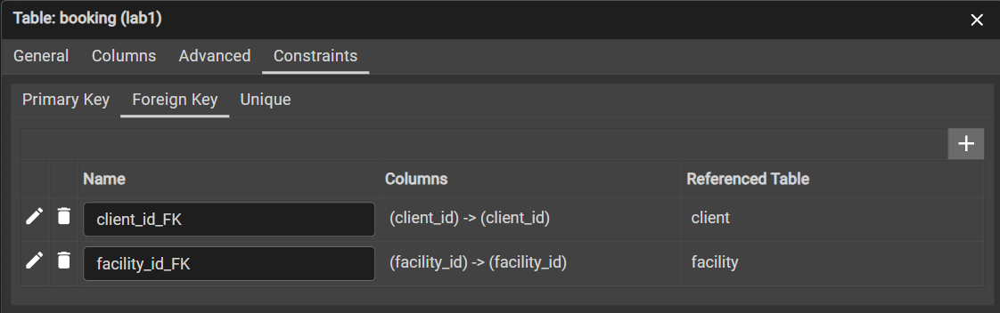 Table: booking (lab1)
General Columns Advanced Constraints
Primary Key Foreign Key Unique
Name Columns Referenced Table
client_id_FK (client_id) -> (client_id) client
facility_id_FK (facility_id) -> (facility_id) facility